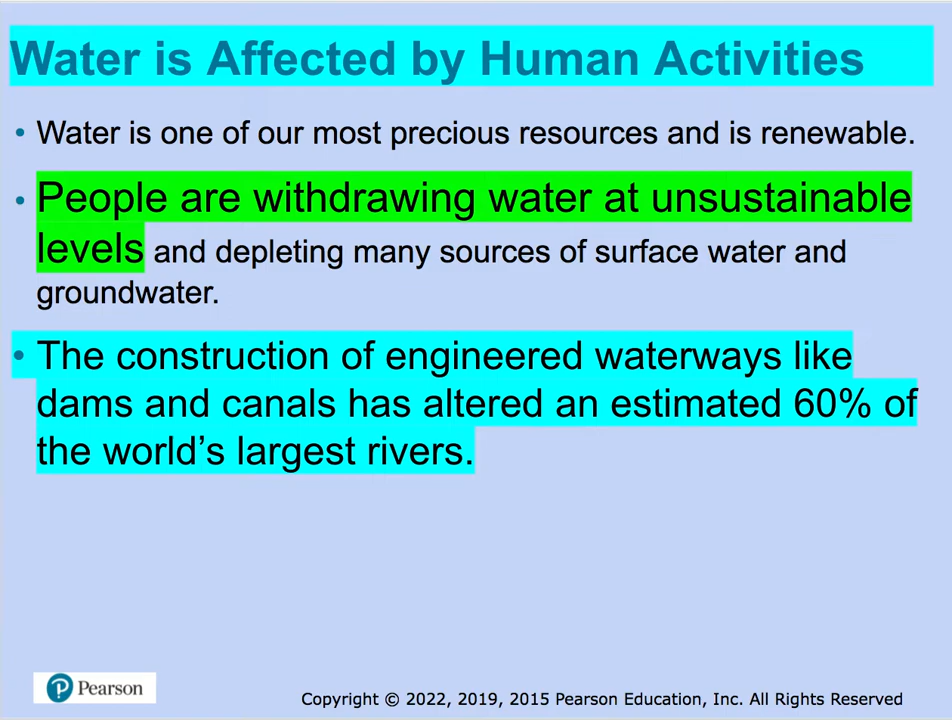 Water is Affected by Human Activities
• Water is one of our most precious resources and is renewable.
• People are withdrawing water at unsustainable
levels and depleting many sources of surface water and
groundwater.
• The construction of engineered waterways like
dams and canals has altered an estimated 60% of
the world’s largest rivers.
Pearson
Copyright © 2022, 2019, 2015 Pearson Education, Inc. All Rights Reserved